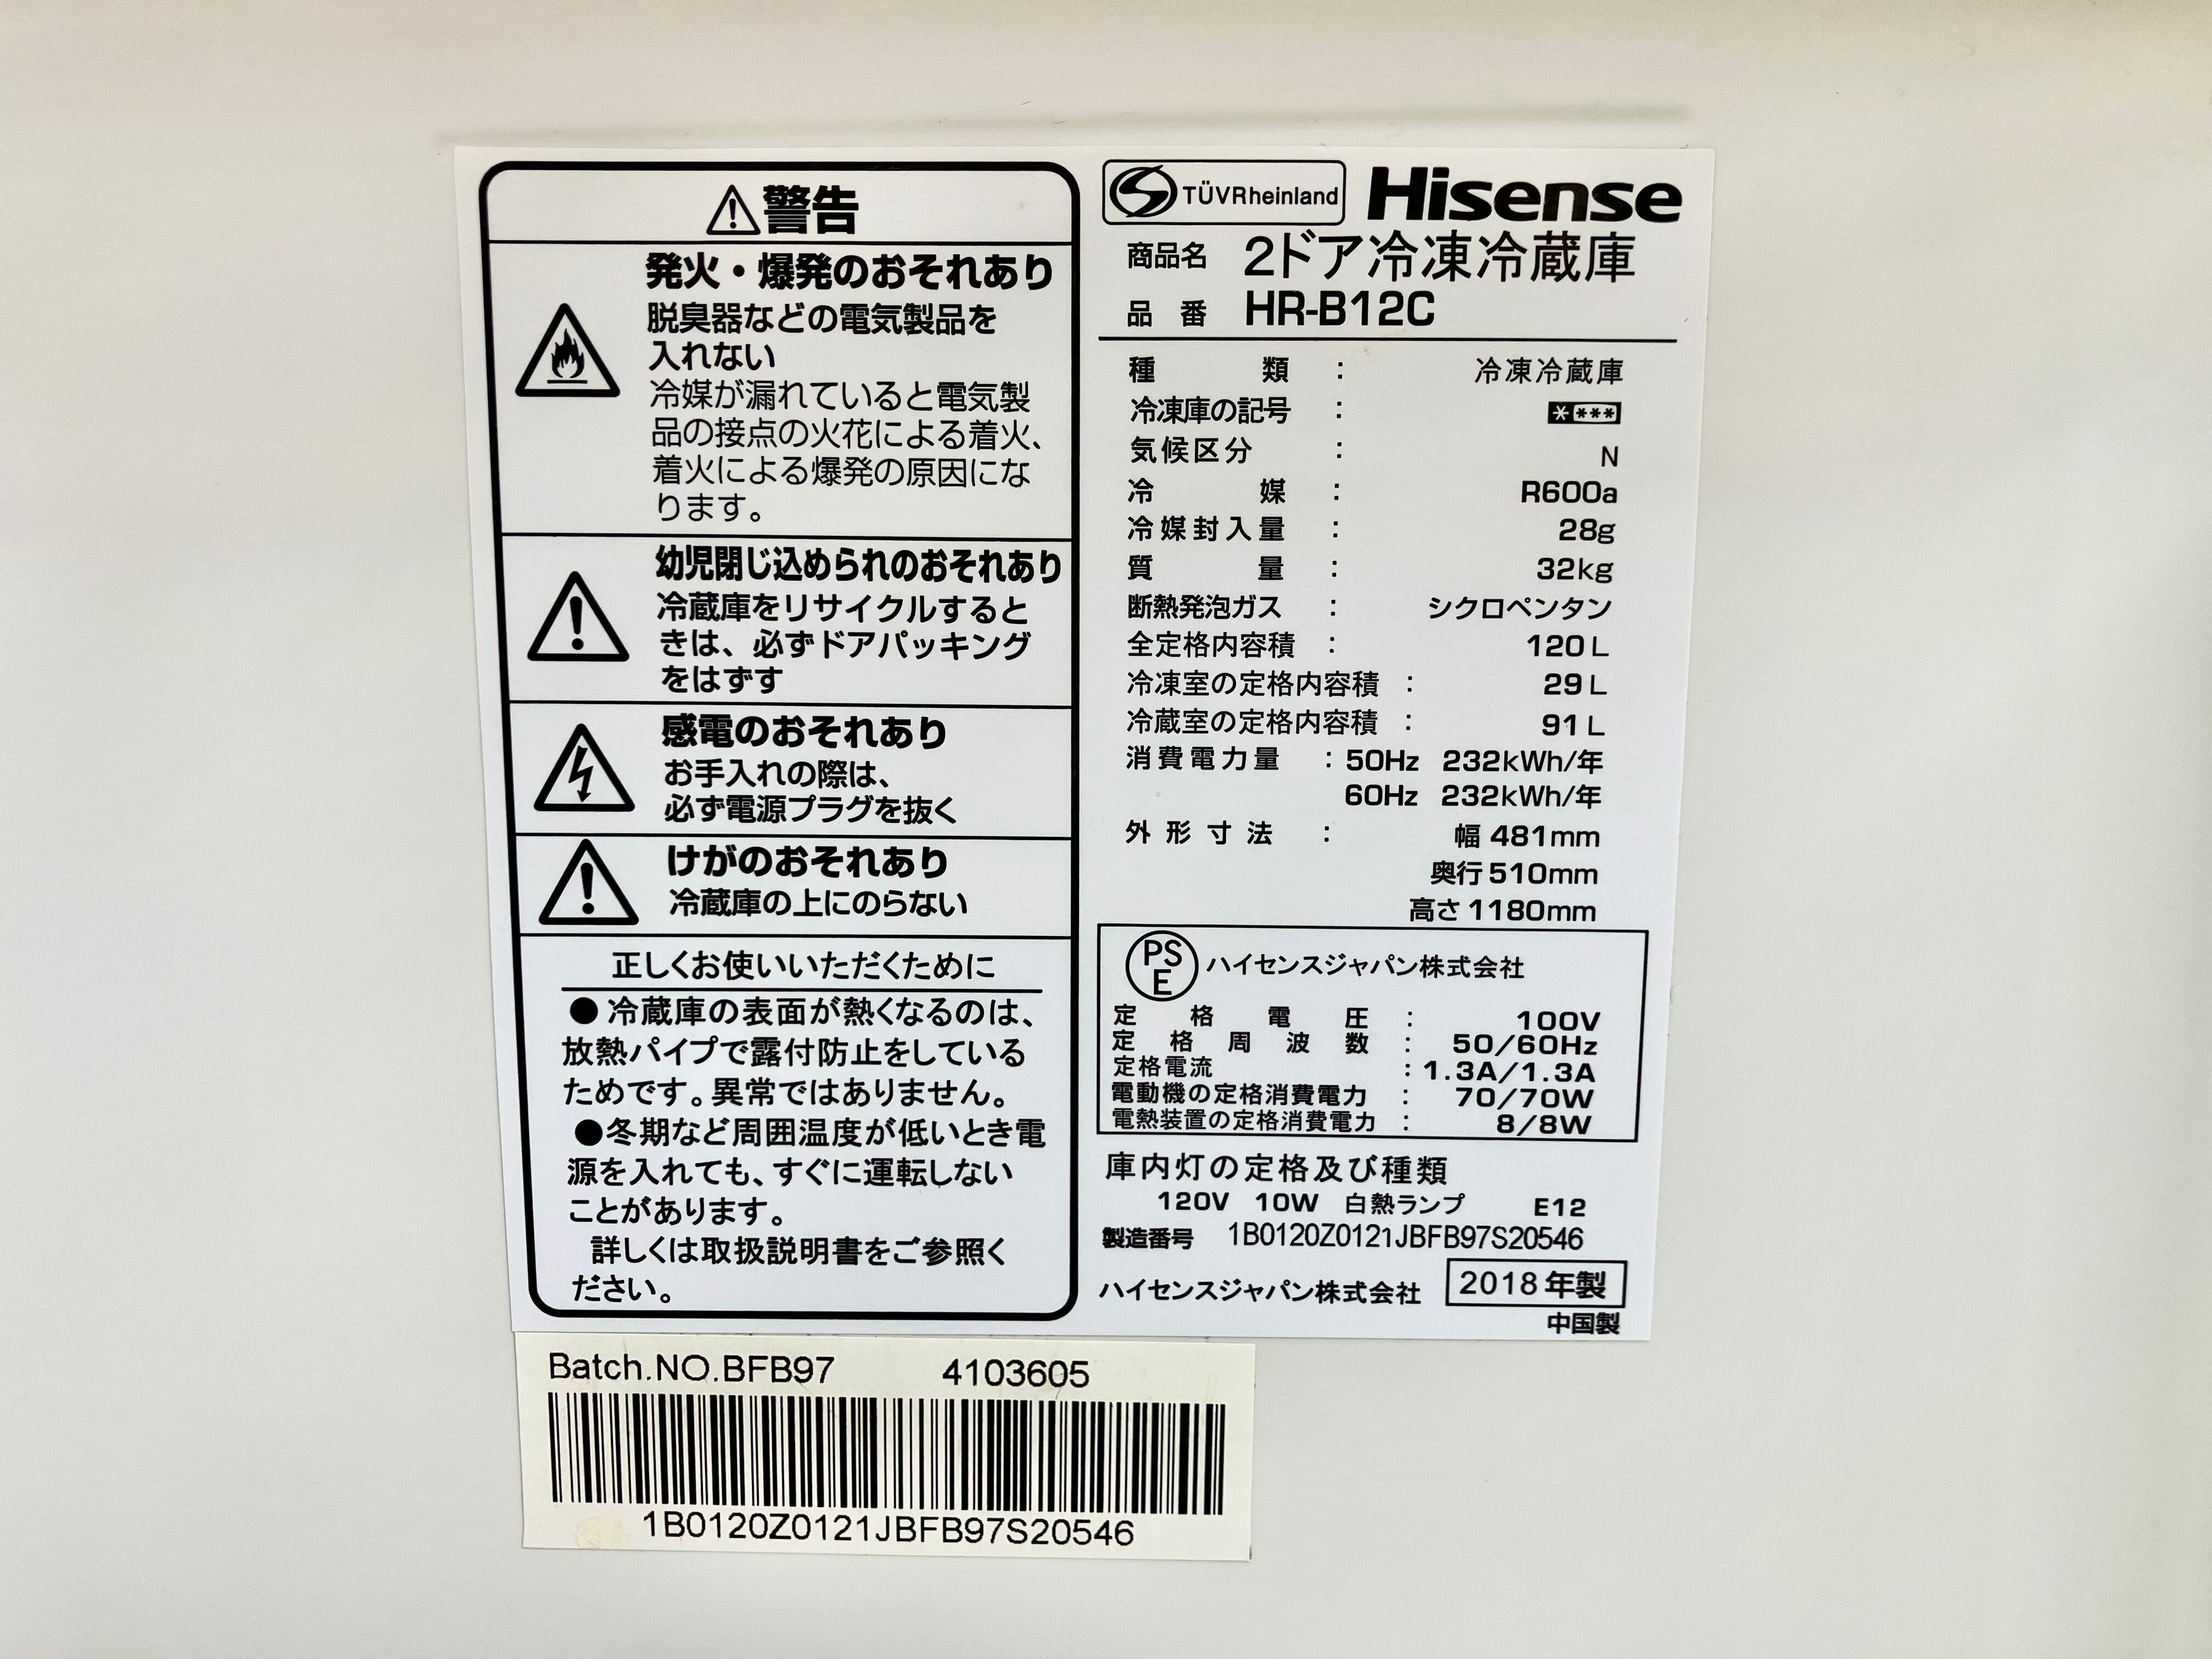 ⚠警告
発火・爆発のおそれあり
脱臭器などの電気製品を
入れない
冷媒が漏れていると電気製
品の接点の火花による着火、
着火による爆発の原因にな
ります。
幼児閉じ込められのおそれあり
冷蔵庫をリサイクルすると
きは、必ずドアパッキング
をはずす
感電のおそれあり
お手入れの際は、
必ず電源プラグを抜く
けがのおそれあり
冷蔵庫の上にのらない
正しくお使いいただくために
●冷蔵庫の表面が熱くなるのは、
放熱パイプで露付防止をしている
ためです。異常ではありません。
●冬期など周囲温度が低いとき電
源を入れても、すぐに運転しない
ことがあります。
詳しくは取扱説明書をご参照く
ださい。
TÜVRheinland Hisense
商品名 2ドア冷凍冷蔵庫
品番 HR-B12C
種類 : 冷凍冷蔵庫
冷凍庫の記号 : * ***
気候区分 : N
冷媒 : R600a
冷媒封入量 : 28g
質量 : 32kg
断熱発泡ガス : シクロペンタン
全定格内容積 : 120L
冷凍室の定格内容積 : 29L
冷蔵室の定格内容積 : 91L
消費電力量 : 50Hz 232kWh/年
60Hz 232kWh/年
外形寸法 : 幅 481mm
奥行 510mm
高さ 1180mm
PSE ハイセンスジャパン株式会社
定格電圧 : 100V
定格周波数 : 50/60Hz
定格電流 : 1.3A/1.3A
電動機の定格消費電力 : 70/70W
電熱装置の定格消費電力 : 8/8W
庫内灯の定格及び種類
120V 10W 白熱ランプ E12
製造番号 1B0120Z0121JBFB97S20546
ハイセンスジャパン株式会社 2018年製
中国製
Batch.NO.BFB97 4103605
1B0120Z0121JBFB97S20546